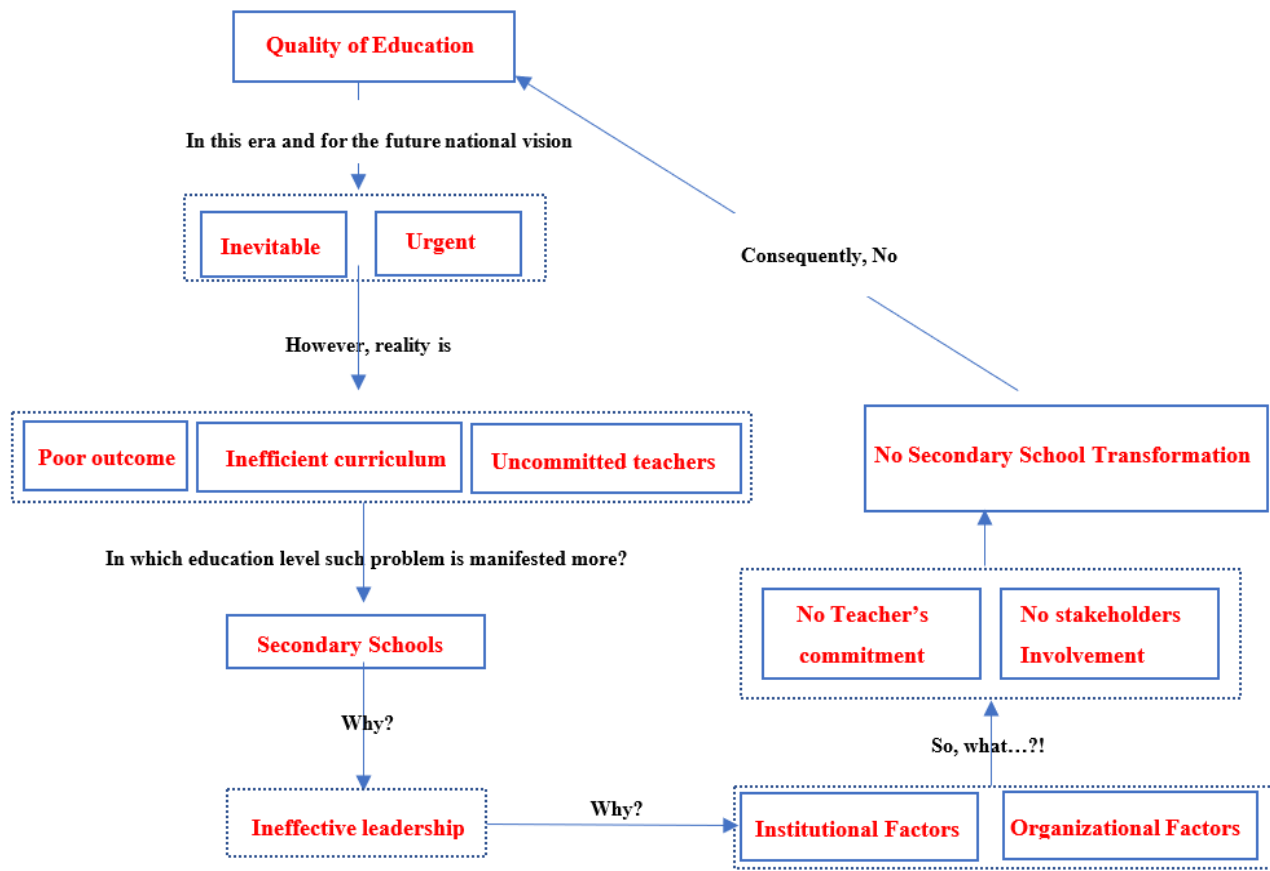 Quality of Education
In this era and for the future national vision
Inevitable
Urgent
However, reality is
Poor outcome
Inefficient curriculum
Uncommitted teachers
In which education level such problem is manifested more?
Secondary Schools
Why?
Ineffective leadership
Why?
Institutional Factors
Organizational Factors
So, what…?!
No Teacher’s
commitment
No stakeholders
Involvement
No Secondary School Transformation
Consequently, No